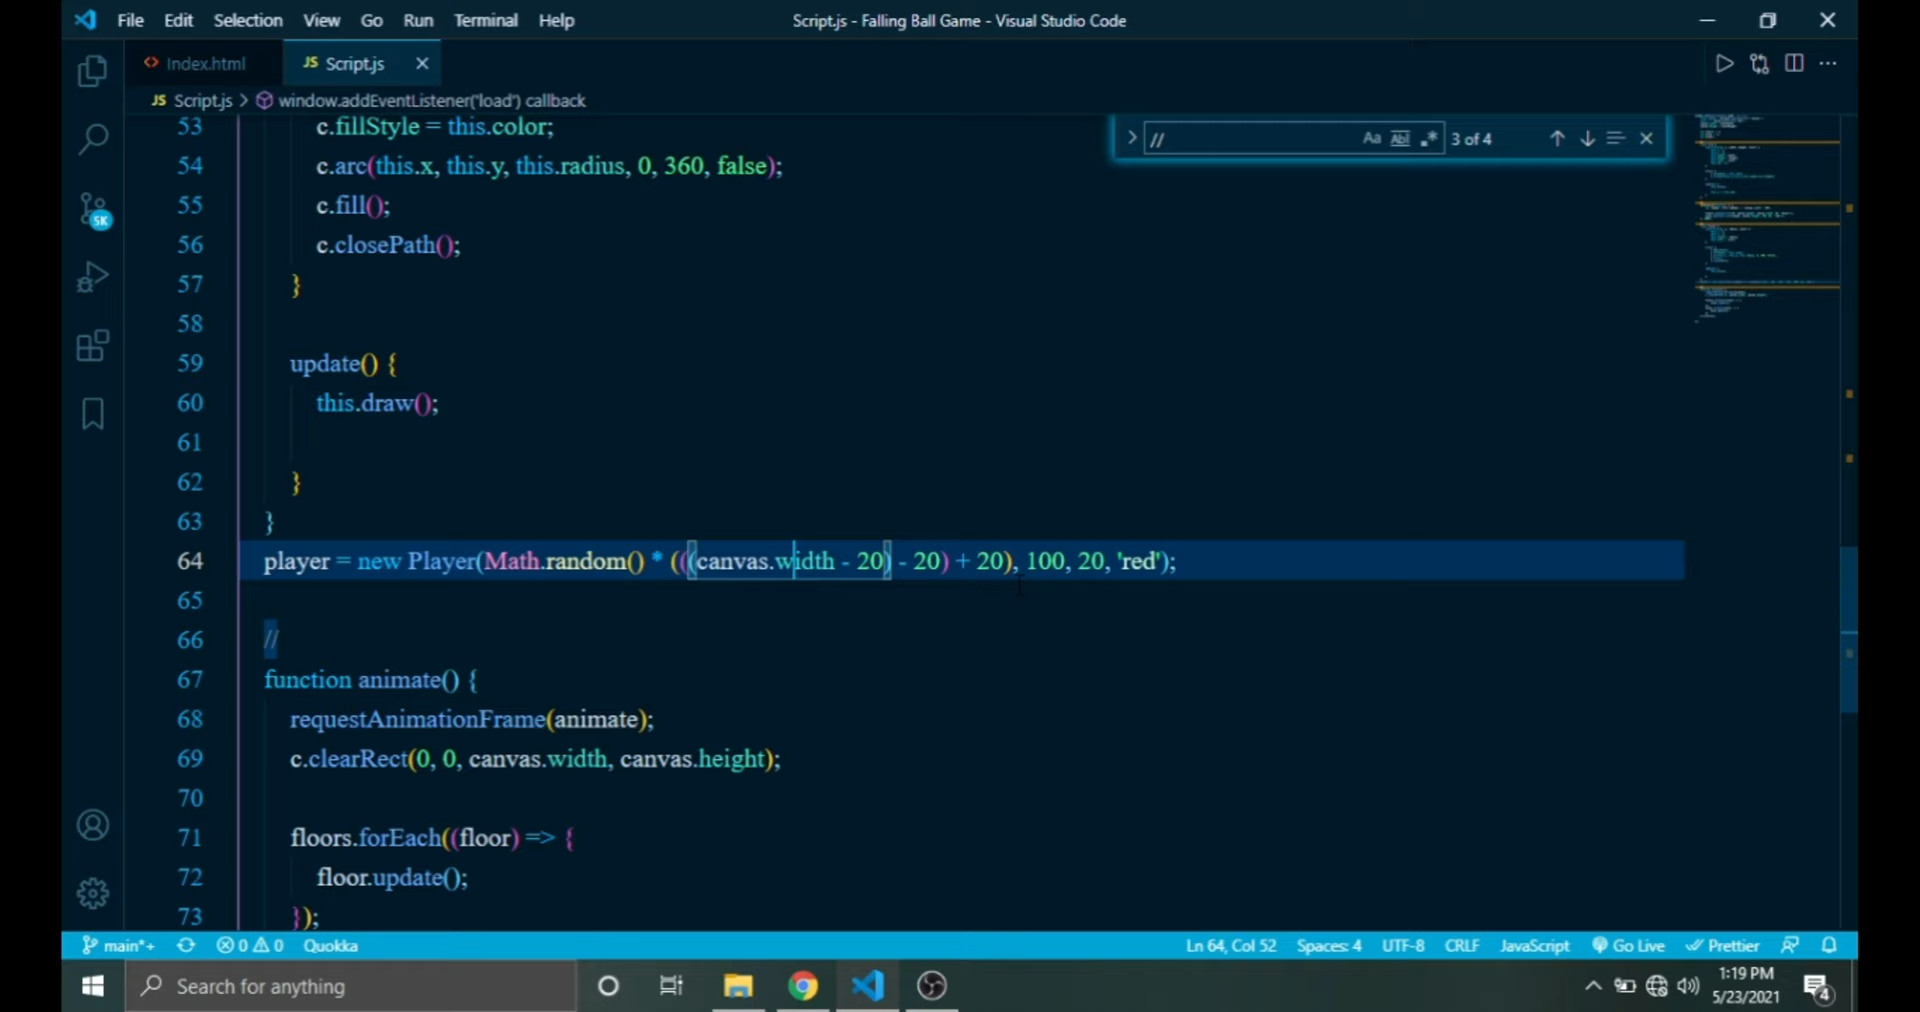 File Edit Selection View Go Run Terminal Help
Script.js - Falling Ball Game - Visual Studio Code
Index.html
JS Script.js
JS Script.js > window.addEventListener('load') callback
//
Aa Abl .* 3 of 4
53 c.fillStyle = this.color;
54 c.arc(this.x, this.y, this.radius, 0, 360, false);
55 c.fill();
56 c.closePath();
57 }
58
59 update() {
60 this.draw();
61
62 }
63 }
64 player = new Player(Math.random() * (((canvas.width - 20) - 20) + 20), 100, 20, 'red');
65
66 //
67 function animate() {
68 requestAnimationFrame(animate);
69 c.clearRect(0, 0, canvas.width, canvas.height);
70
71 floors.forEach((floor) => {
72 floor.update();
73 });
5K
main*+ 0 0 Quokka
Ln 64, Col 52 Spaces: 4 UTF-8 CRLF JavaScript Go Live Prettier
Search for anything
1:19 PM
5/23/2021
4